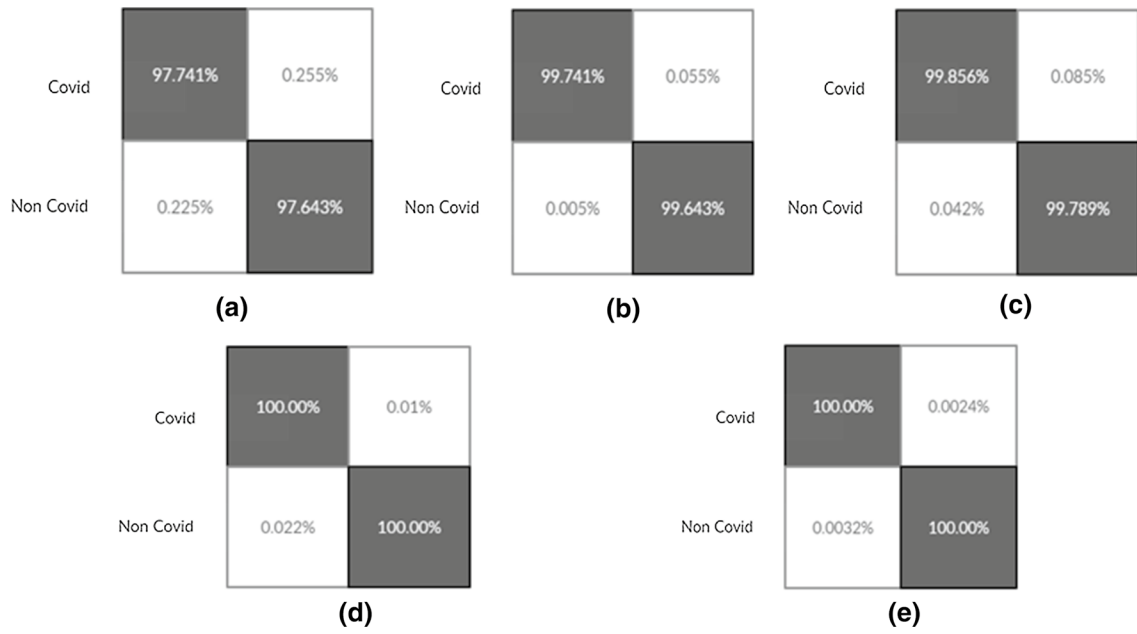 97.741% 0.255%
Covid
Non Covid 0.225% 97.643%
(a)
99.741% 0.055%
Covid
Non Covid 0.005% 99.643%
(b)
99.856% 0.085%
Covid
Non Covid 0.042% 99.789%
(c)
100.00% 0.01%
Covid
Non Covid 0.022% 100.00%
(d)
100.00% 0.0024%
Covid
Non Covid 0.0032% 100.00%
(e)